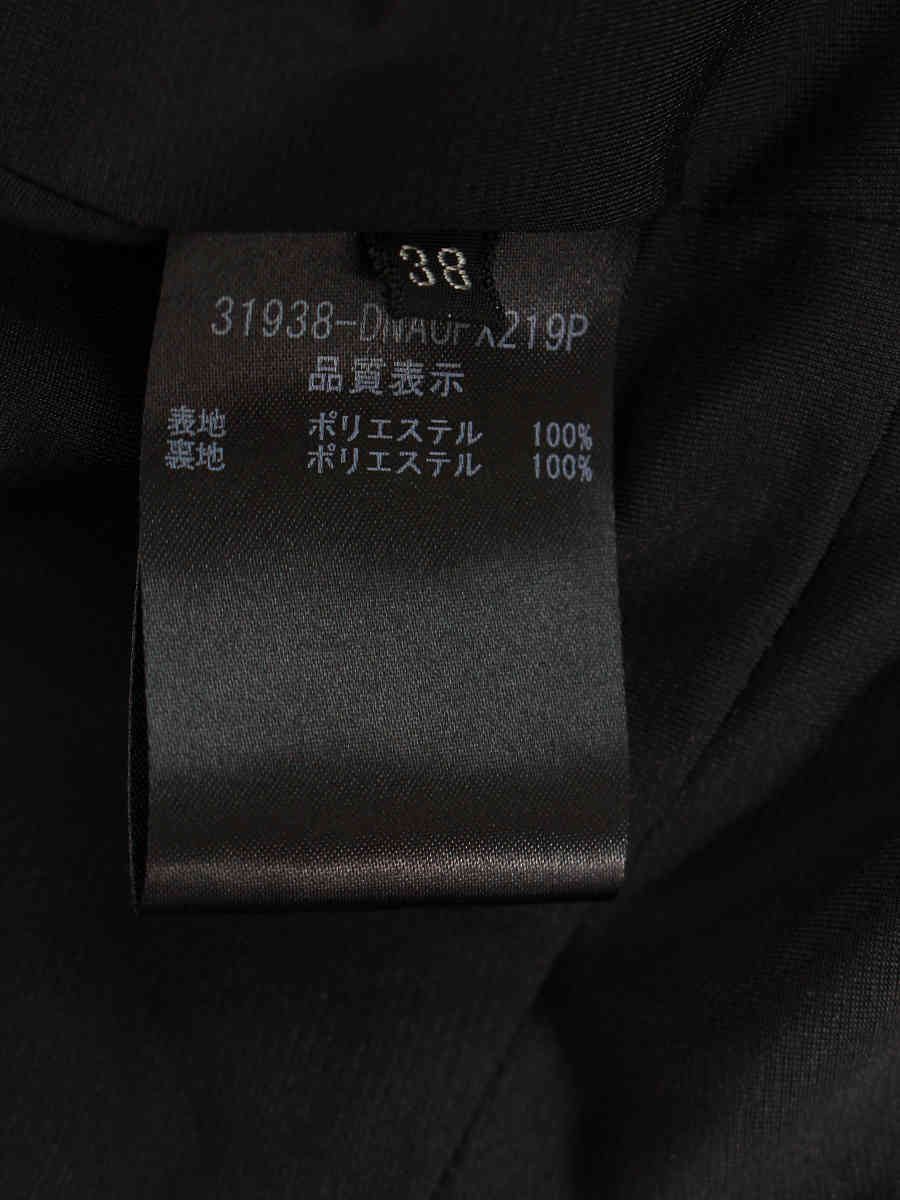 38
品質表示
表地 ポリエステル 100%
裏地 ポリエステル 100%